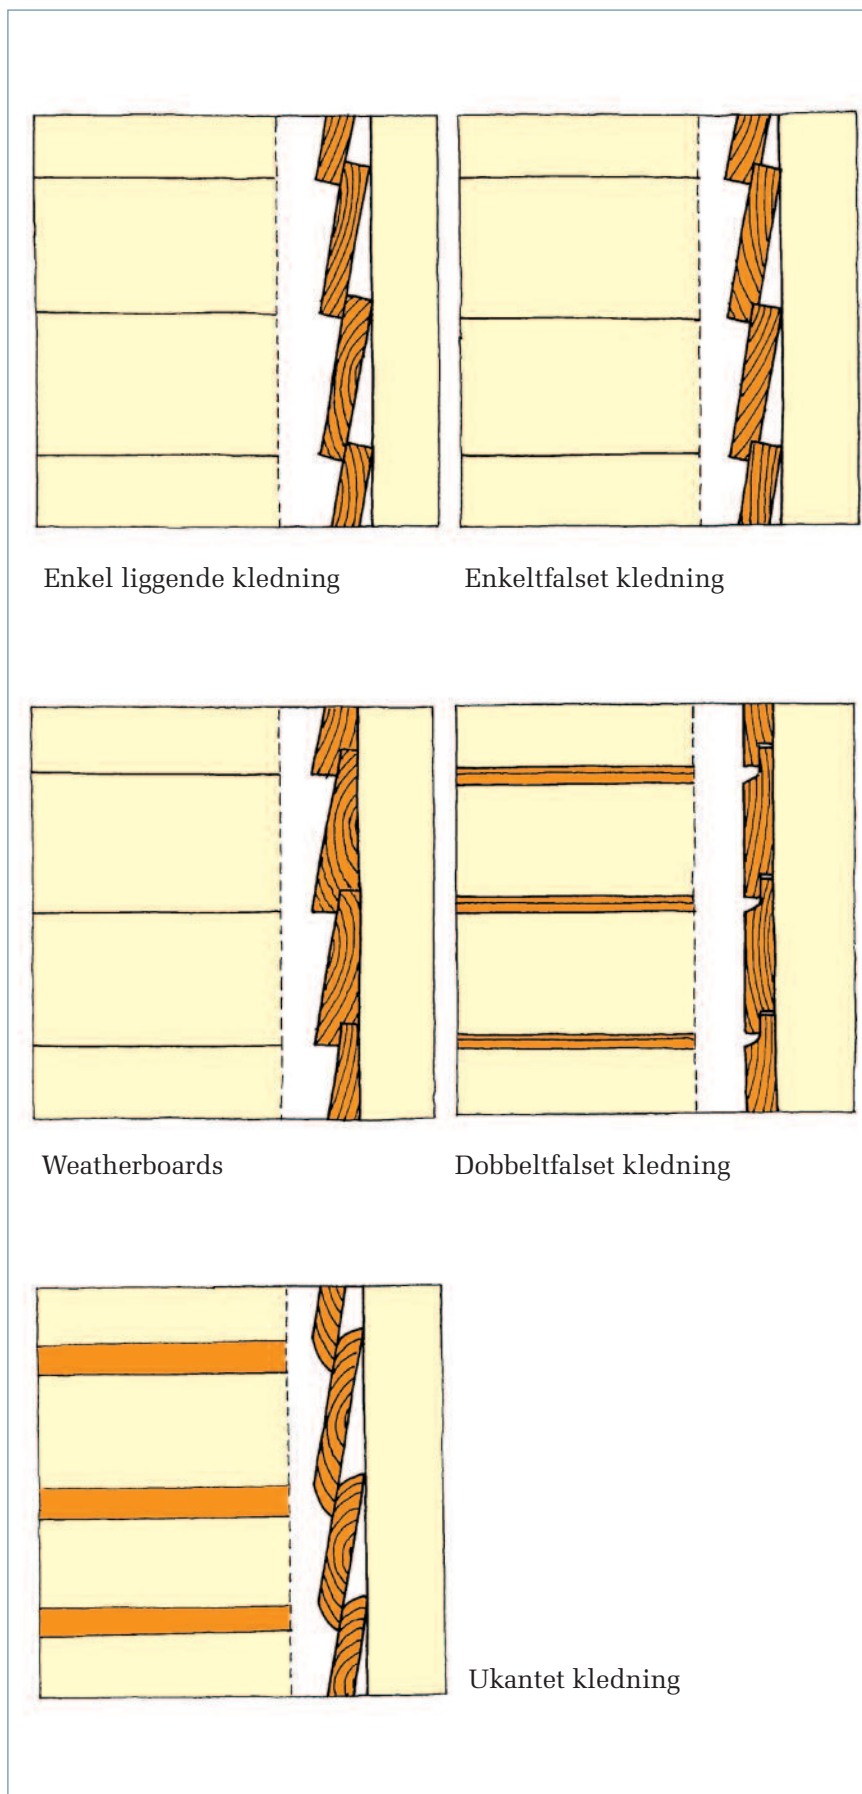 Enkel liggende kledning
Enkeltfalset kledning
Weatherboards
Dobbeltfalset kledning
Ukantet kledning